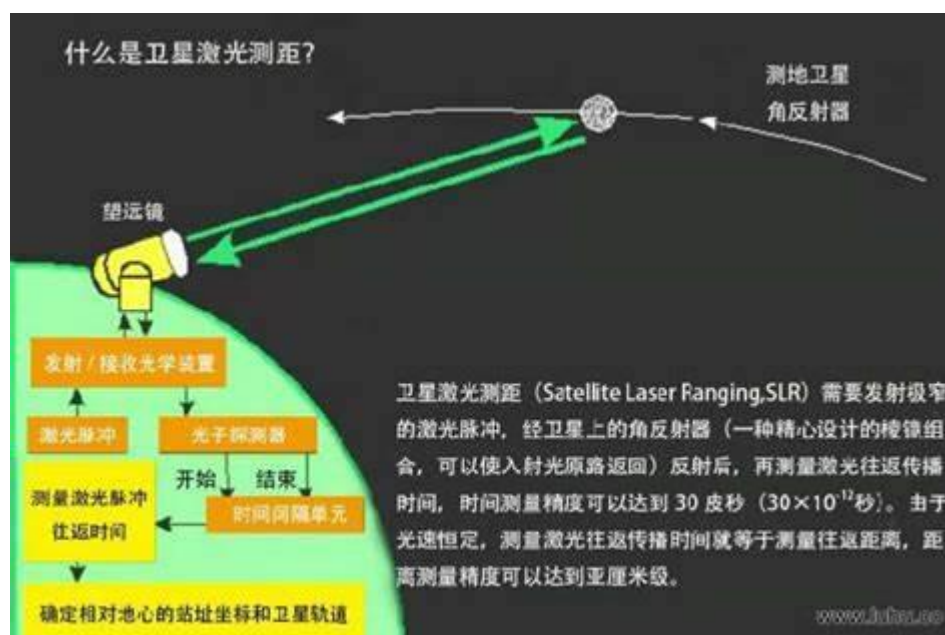 什么是卫星激光测距?
测地卫星
角反射器
望远镜
发射/接收光学装置
激光脉冲
光子探测器
开始
结束
时间间隔单元
测量激光脉冲
往返时间
确定相对地心的站址坐标和卫星轨道
卫星激光测距(Satellite Laser Ranging,SLR)需要发射极窄
的激光脉冲,经卫星上的角反射器(一种精心设计的棱镜组
合,可以使入射光原路返回)反射后,再测量激光往返传播
时间,时间测量精度可以达到 30 皮秒(30×10⁻¹²秒)。由于
光速恒定,测量激光往返传播时间就等于测量往返距离,距
离测量精度可以达到亚厘米级。